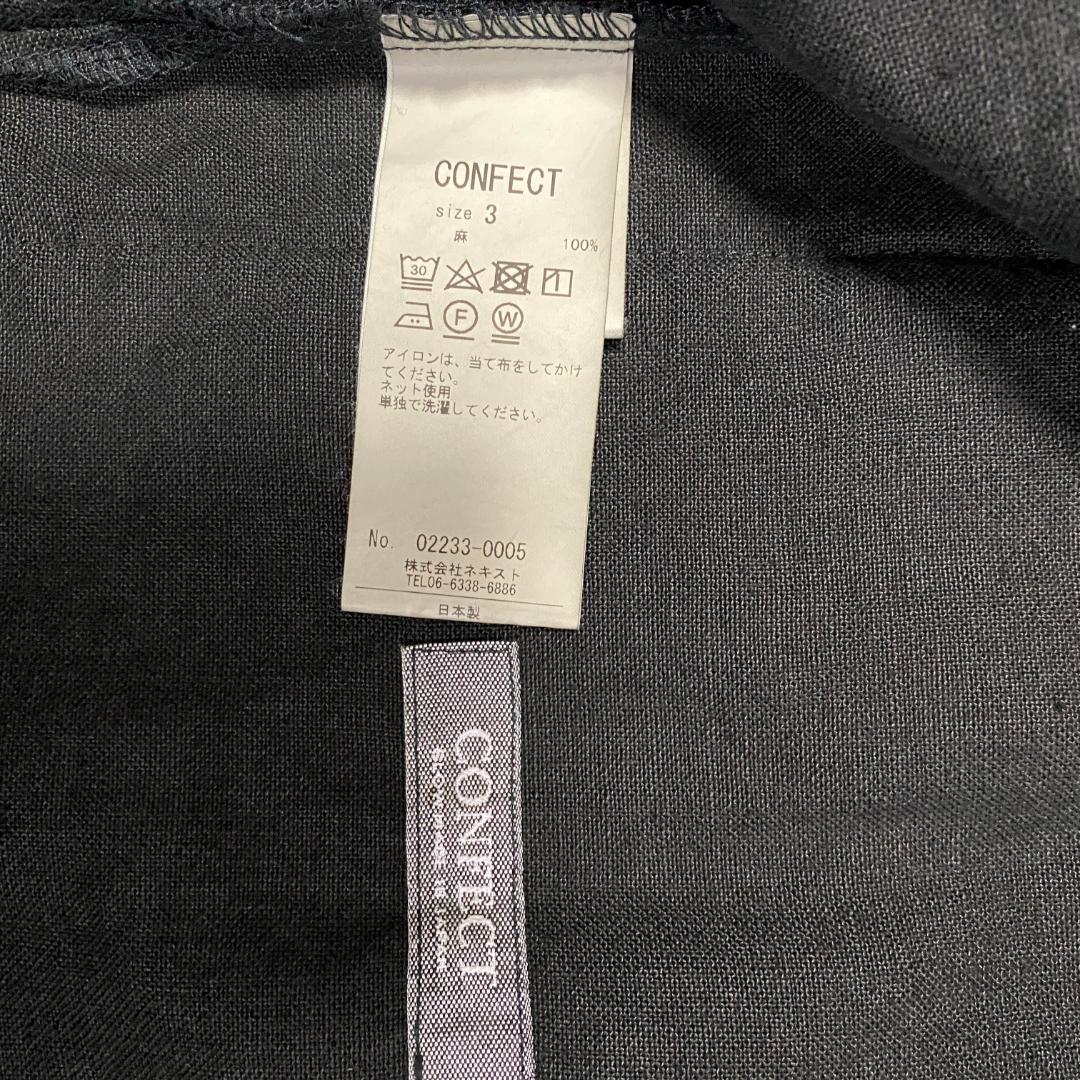 CONFECT
size 3
麻 100%
30
F W
アイロンは、当て布をしてかけ
てください。
ネット使用
単独で洗濯してください。
No. 02233-0005
株式会社ネキスト
TEL06-6338-6886
日本製
CONFECT